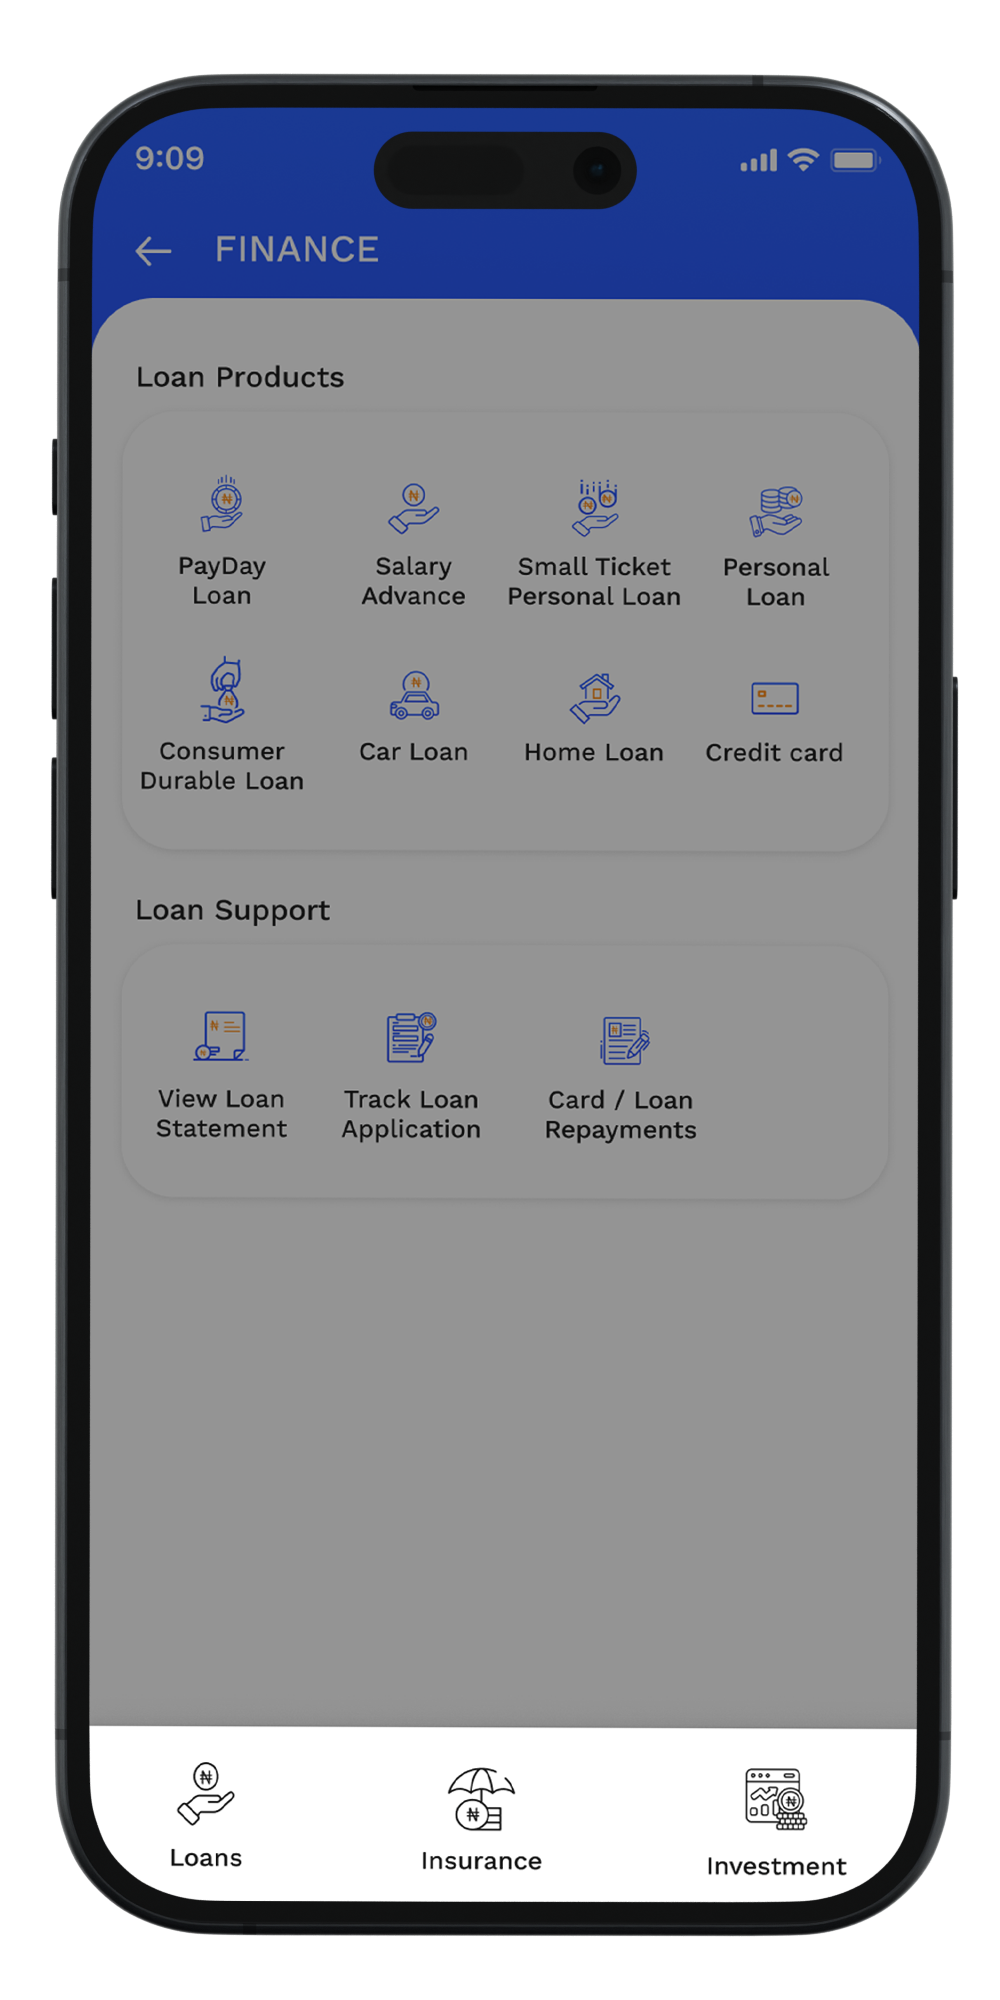 9:09
FINANCE
Loan Products
PayDay
Loan
Salary
Advance
Small Ticket
Personal Loan
Personal
Loan
Consumer
Durable Loan
Car Loan
Home Loan
Credit card
Loan Support
View Loan
Statement
Track Loan
Application
Card / Loan
Repayments
Loans
Insurance
Investment